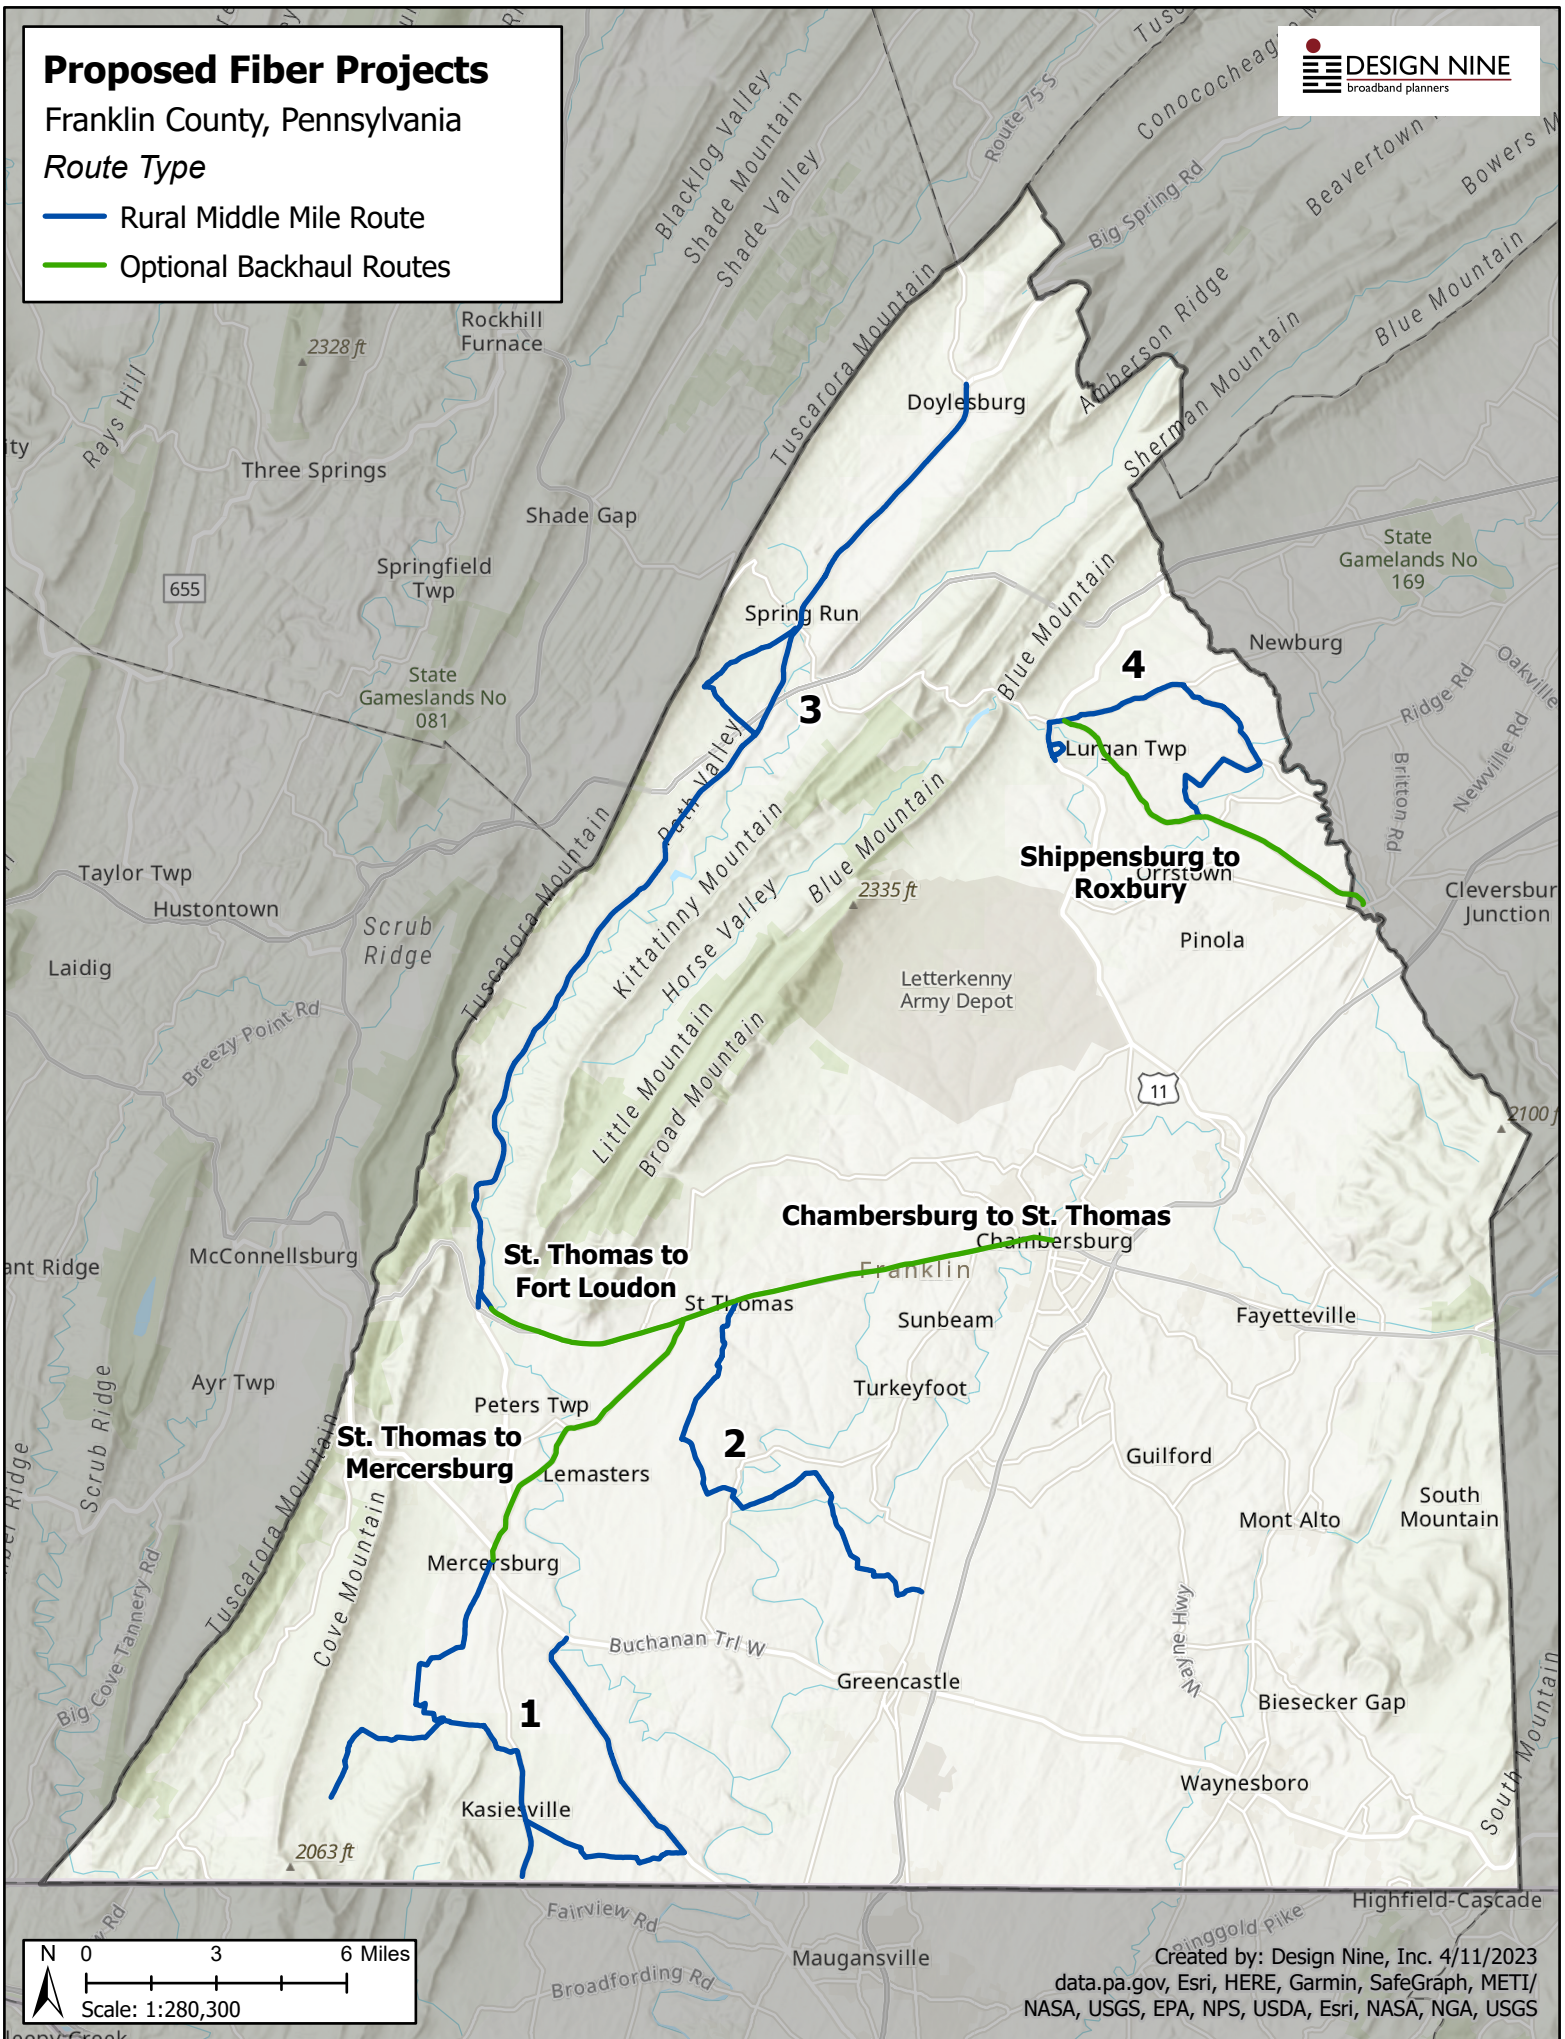 Proposed Fiber Projects
Franklin County, Pennsylvania
Route Type
Rural Middle Mile Route
Optional Backhaul Routes
DESIGN NINE
broadband planners
Route 75 S
Conococheag
Blacklog Valley
Shade Mountain
Shade Valley
Big Spring Rd
Beavertown
Bowers M
Rockhill
Furnace
2328 ft
Rays Hill
Tuscarora Mountain
Amberson Ridge
Sherman Mountain
Blue Mountain
Doylesburg
ity
Three Springs
Shade Gap
State
Gamelands No
169
Springfield
Twp
655
Spring Run
Blue Mountain
Newburg
4
State
Gameslands No
081
3
Oakville
Ridge Rd
Newville Rd
Britton Rd
Path Valley
Lurgan Twp
Kittatinny Mountain
Horse Valley
Blue Mountain
2335 ft
Shippensburg to
Roxbury
Orrstown
Taylor Twp
Hustontown
Scrub
Ridge
Tuscarora Mountain
Cleversbur
Junction
Pinola
Laidig
Letterkenny
Army Depot
Breezy Point Rd
Little Mountain
Broad Mountain
11
2100 f
Chambersburg to St. Thomas
Chambersburg
McConnellsburg
ant Ridge
St. Thomas to
Fort Loudon
Franklin
St Thomas
Sunbeam
Fayetteville
Ayr Twp
Scrub Ridge
Turkeyfoot
Peters Twp
St. Thomas to
Mercersburg
2
Lemasters
Guilford
Tuscarora Mountain
Cove Mountain
South
Mountain
Mont Alto
Mercersburg
Big Cove Tannery Rd
Buchanan Trl W
Wayne Hwy
Greencastle
Biesecker Gap
1
South Mountain
Waynesboro
Kasiesville
2063 ft
Highfield-Cascade
Fairview Rd
Ringgold Pike
Maugansville
Broadfording Rd
N 0 3 6 Miles
Scale: 1:280,300
Created by: Design Nine, Inc. 4/11/2023
data.pa.gov, Esri, HERE, Garmin, SafeGraph, METI/
NASA, USGS, EPA, NPS, USDA, Esri, NASA, NGA, USGS